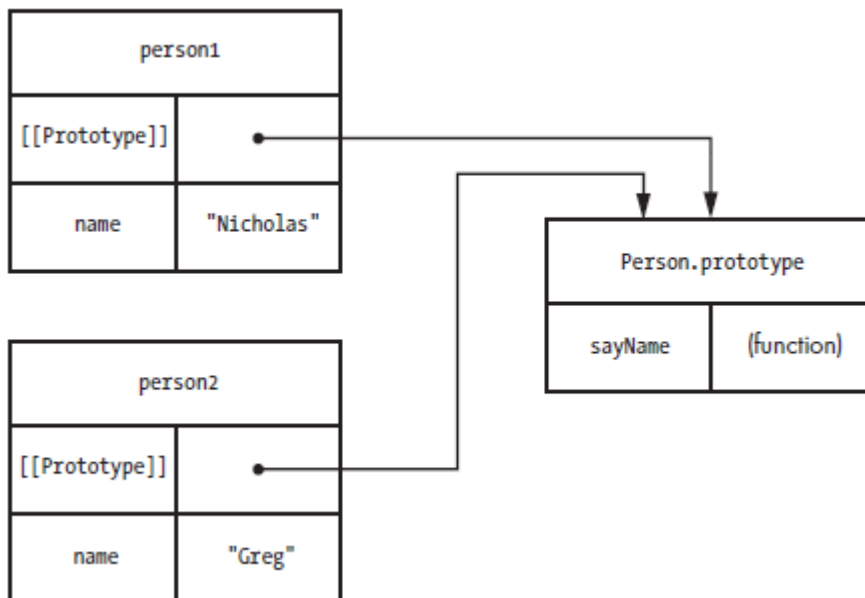 person1
[[Prototype]]
name "Nicholas"
Person.prototype
sayName (function)
person2
[[Prototype]]
name "Greg"